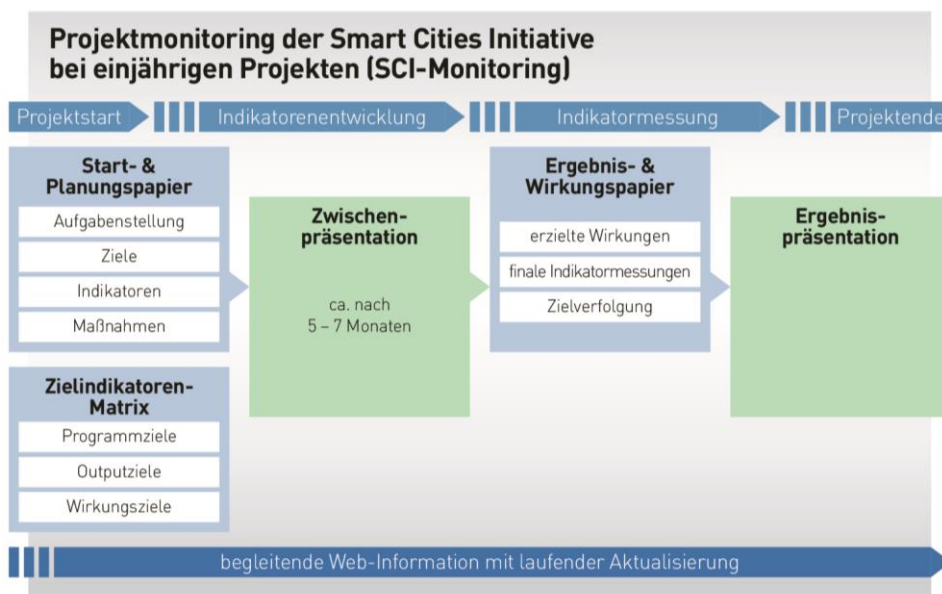 Projektmonitoring der Smart Cities Initiative
bei einjährigen Projekten (SCI-Monitoring)
Projektstart
Indikatorenentwicklung
Indikatormessung
Projektende
Start- &
Planungspapier
Aufgabenstellung
Ziele
Indikatoren
Maßnahmen
Zielindikatoren-
Matrix
Programmziele
Outputziele
Wirkungsziele
Zwischen-
präsentation
ca. nach
5 – 7 Monaten
Ergebnis- &
Wirkungspapier
erzielte Wirkungen
finale Indikatormessungen
Zielverfolgung
Ergebnis-
präsentation
begleitende Web-Information mit laufender Aktualisierung